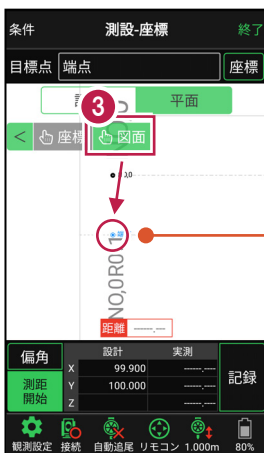 条件 測設-座標 終了
目標点 端点 座標
平面
3
< 座標 図面
NO,0R0
距離 -----.---
偏角 設計 実測
測距開始 X 99.900 -----.---
Y 100.000 -----.---
Z -----.---
記録
観測設定 接続 自動追尾 リモコン 1.000m 80%